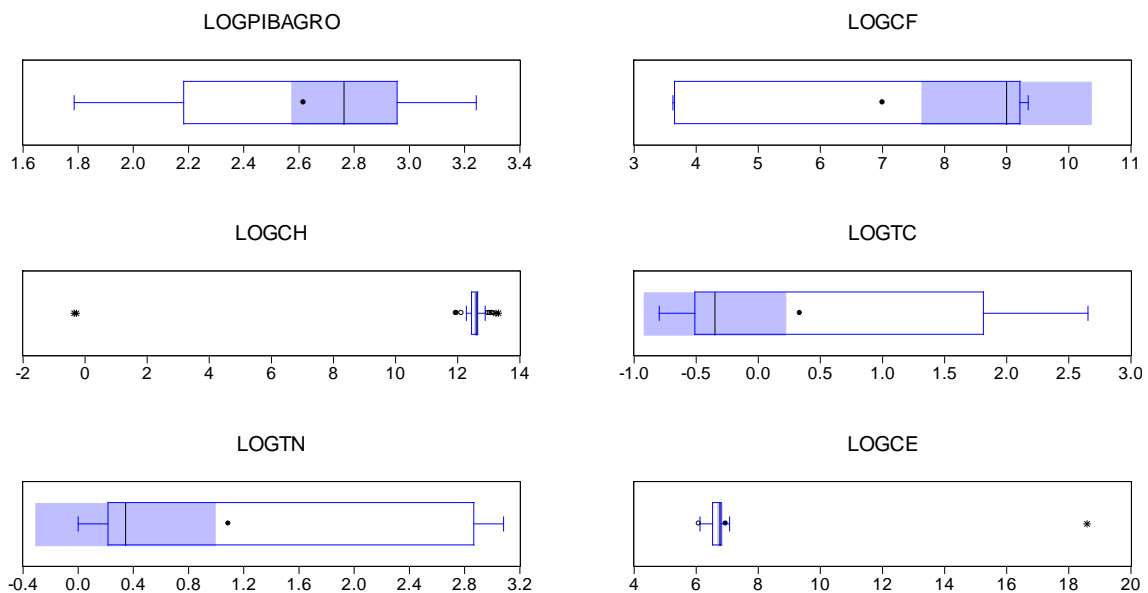 LOGPIBAGRO
1.6 1.8 2.0 2.2 2.4 2.6 2.8 3.0 3.2 3.4
LOGCF
3 4 5 6 7 8 9 10 11
LOGCH
-2 0 2 4 6 8 10 12 14
LOGTC
-1.0 -0.5 0.0 0.5 1.0 1.5 2.0 2.5 3.0
LOGTN
-0.4 0.0 0.4 0.8 1.2 1.6 2.0 2.4 2.8 3.2
LOGCE
4 6 8 10 12 14 16 18 20